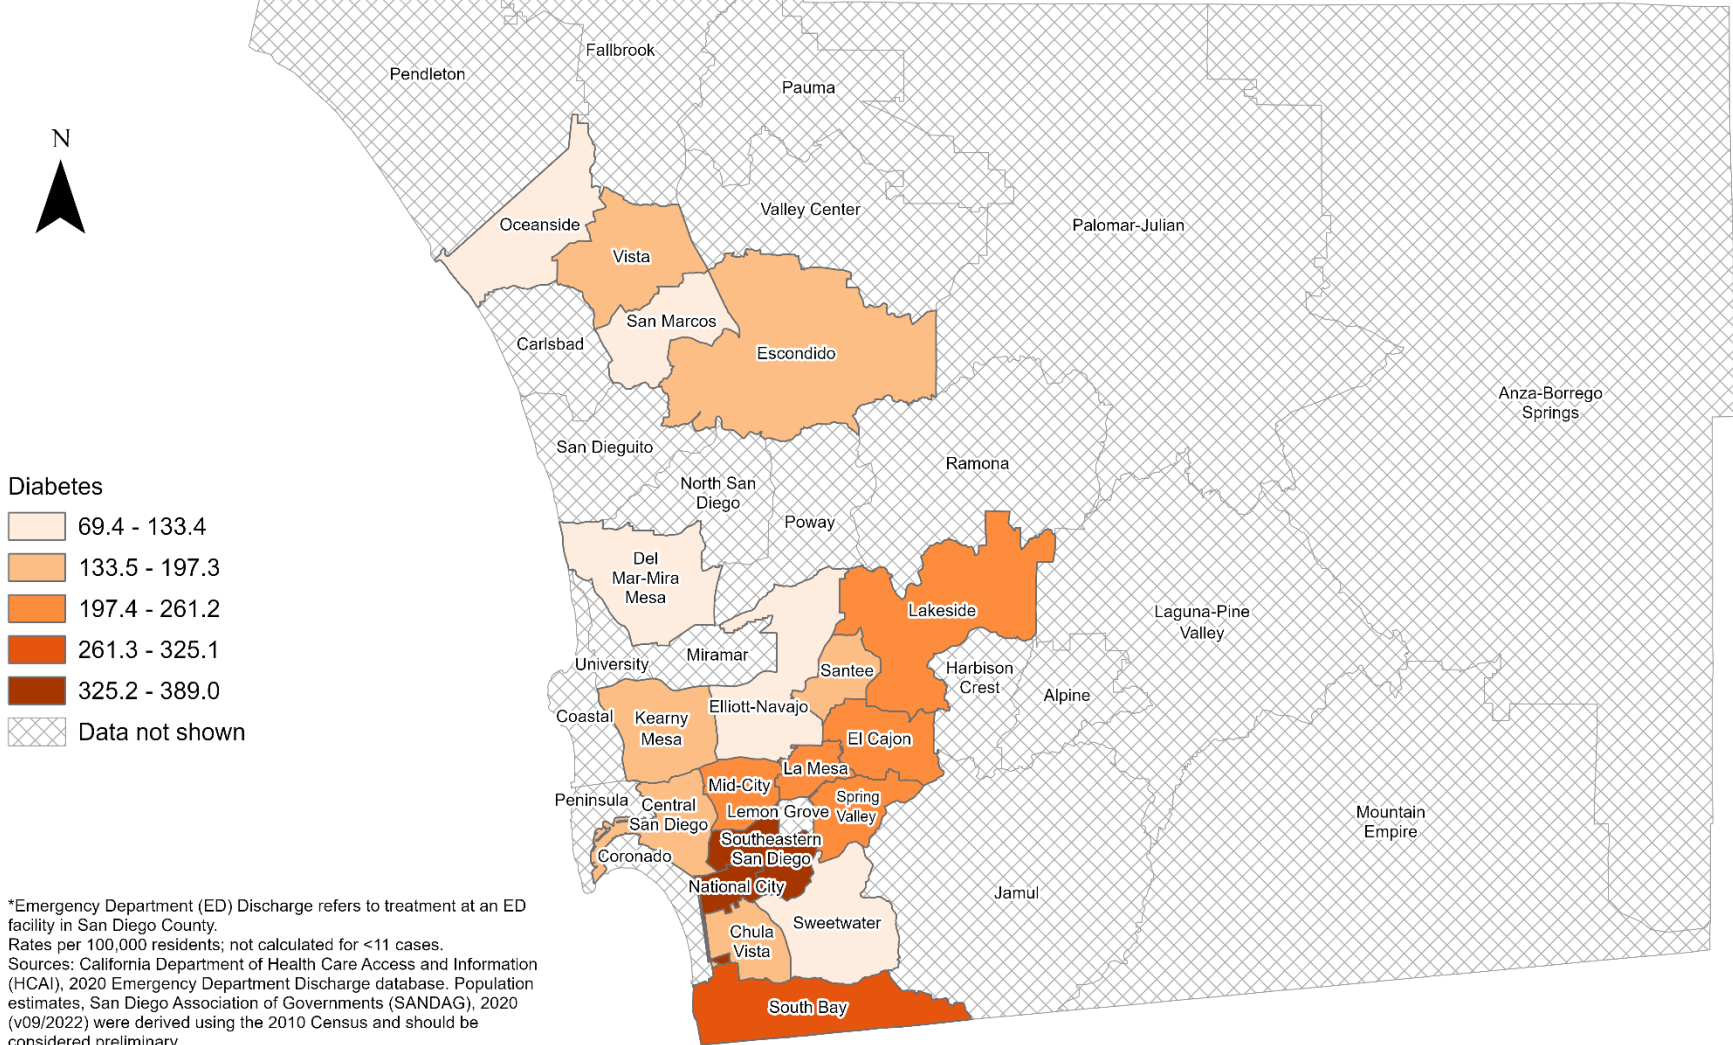 Fallbrook
Pendleton
Pauma
N
Valley Center
Oceanside
Palomar-Julian
Vista
San Marcos
Carlsbad
Escondido
Anza-Borrego
Springs
San Dieguito
Ramona
North San
Diego
Poway
Diabetes
69.4 - 133.4
133.5 - 197.3
197.4 - 261.2
261.3 - 325.1
325.2 - 389.0
Data not shown
Del
Mar-Mira
Mesa
Lakeside
Laguna-Pine
Valley
Miramar
University
Santee
Harbison
Crest
Alpine
Elliott-Navajo
Coastal
Kearny
Mesa
El Cajon
La Mesa
Mid-City
Peninsula
Spring
Valley
Central
San Diego
Lemon Grove
Mountain
Empire
Southeastern
San Diego
Coronado
National City
Jamul
Sweetwater
Chula
Vista
South Bay
*Emergency Department (ED) Discharge refers to treatment at an ED
facility in San Diego County.
Rates per 100,000 residents; not calculated for <11 cases.
Sources: California Department of Health Care Access and Information
(HCAI), 2020 Emergency Department Discharge database. Population
estimates, San Diego Association of Governments (SANDAG), 2020
(v09/2022) were derived using the 2010 Census and should be
considered preliminary